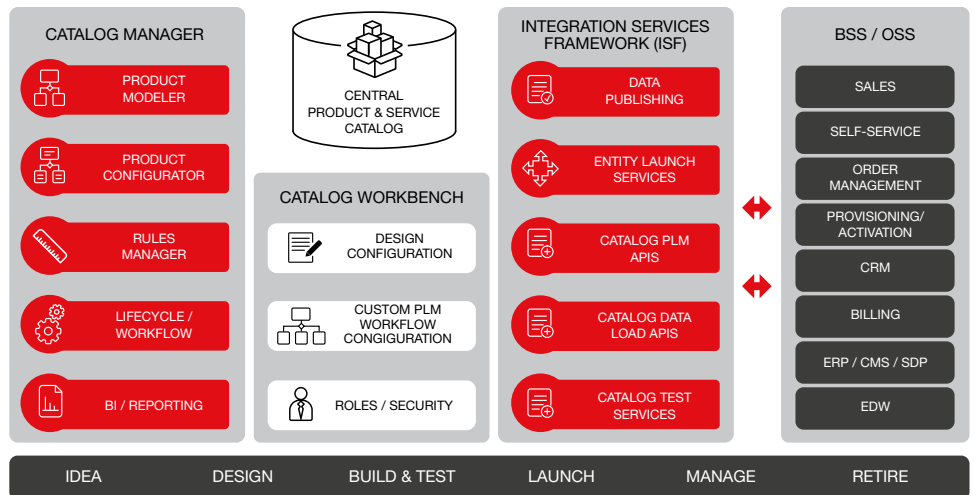 CATALOG MANAGER
PRODUCT
MODELER
PRODUCT
CONFIGURATOR
RULES
MANAGER
LIFECYCLE /
WORKFLOW
BI / REPORTING
CENTRAL
PRODUCT & SERVICE
CATALOG
CATALOG WORKBENCH
DESIGN
CONFIGURATION
CUSTOM PLM
WORKFLOW
CONGIGURATION
ROLES / SECURITY
INTEGRATION SERVICES
FRAMEWORK (ISF)
DATA
PUBLISHING
ENTITY LAUNCH
SERVICES
CATALOG PLM
APIS
CATALOG DATA
LOAD APIS
CATALOG TEST
SERVICES
BSS / OSS
SALES
SELF-SERVICE
ORDER
MANAGEMENT
PROVISIONING/
ACTIVATION
CRM
BILLING
ERP / CMS / SDP
EDW
IDEA DESIGN BUILD & TEST LAUNCH MANAGE RETIRE